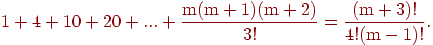 1 + 4 + 10 + 20 + ... + m(m + 1)(m + 2)/3! = (m + 3)!/4!(m − 1)!.